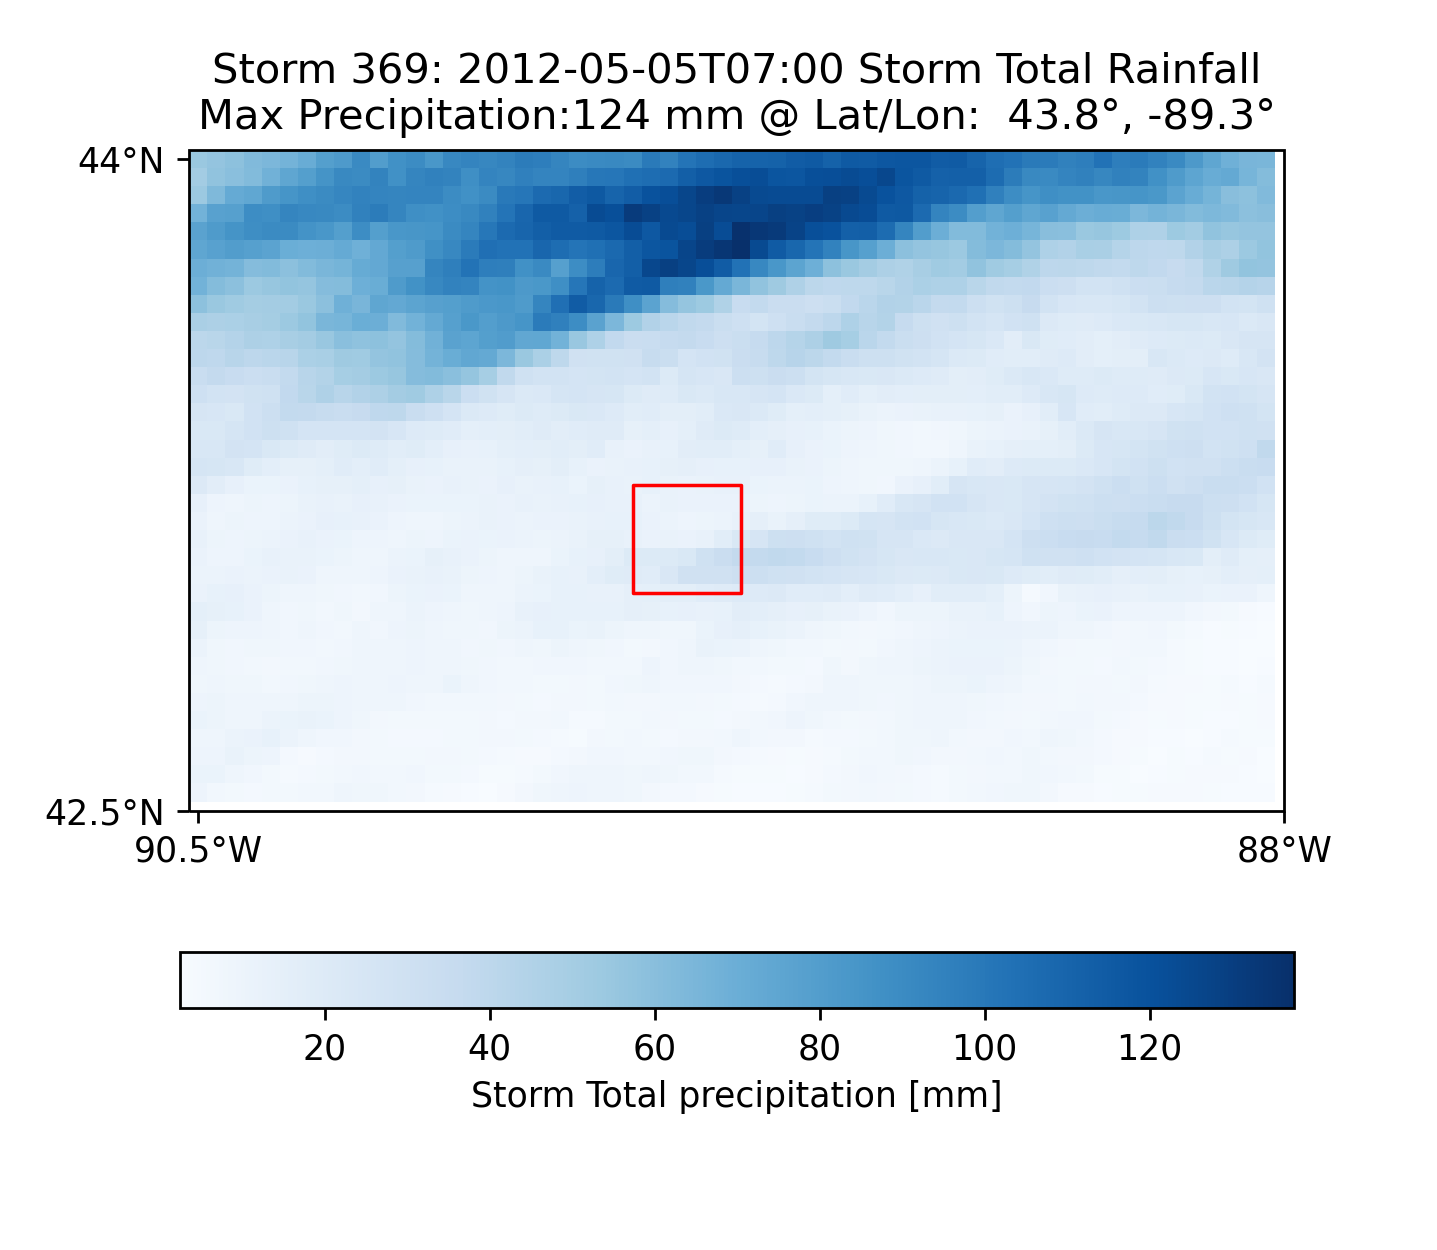 Storm 369: 2012-05-05T07:00 Storm Total Rainfall
Max Precipitation:124 mm @ Lat/Lon:  43.8°, -89.3°
44°N
42.5°N
90.5°W 88°W
20 40 60 80 100 120
Storm Total precipitation [mm]